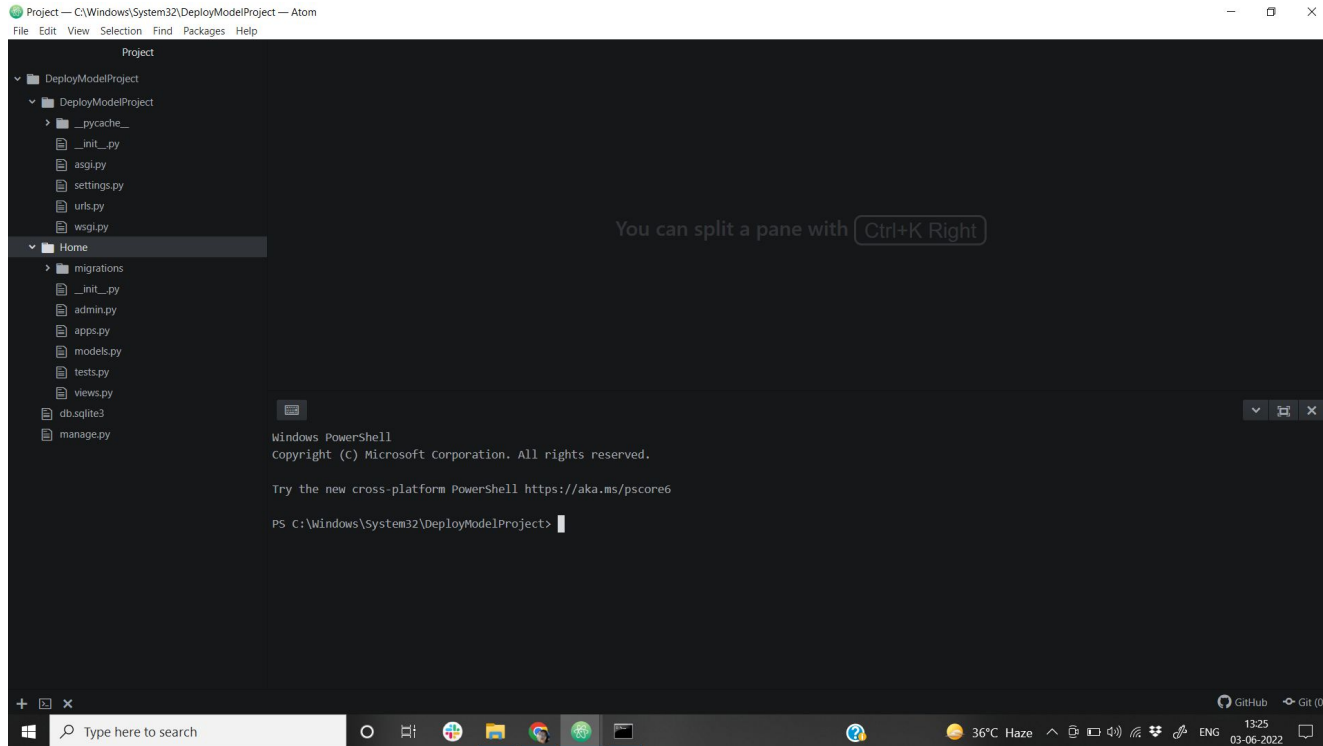 Project — C:\Windows\System32\DeployModelProject — Atom
File Edit View Selection Find Packages Help
Project
DeployModelProject
DeployModelProject
__pycache__
__init__.py
asgi.py
settings.py
urls.py
wsgi.py
Home
migrations
__init__.py
admin.py
apps.py
models.py
tests.py
views.py
db.sqlite3
manage.py
You can split a pane with Ctrl+K Right
Windows PowerShell
Copyright (C) Microsoft Corporation. All rights reserved.
Try the new cross-platform PowerShell https://aka.ms/pscore6
PS C:\Windows\System32\DeployModelProject>
GitHub Git (0
Type here to search
36°C Haze ENG
13:25
03-06-2022